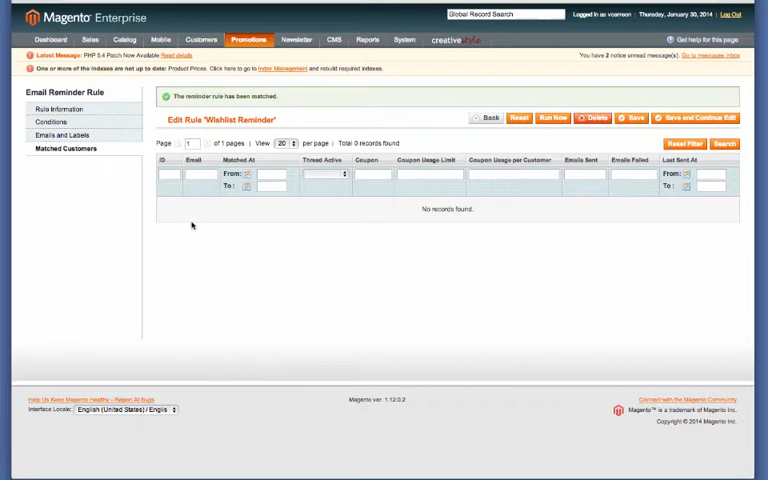 Magento Enterprise
Global Record Search
Logged in as vcarreon | Thursday, January 30, 2014 | Log Out
Dashboard Sales Catalog Mobile Customers Promotions Newsletter CMS Reports System creativestyle Get help for this page
Latest Message: PHP 5.4 Patch Now Available Read details
You have 2 notice unread message(s). Go to messages inbox
One or more of the Indexes are not up to date: Product Prices. Click here to go to Index Management and rebuild required indexes.
Email Reminder Rule
Rule Information
Conditions
Emails and Labels
Matched Customers
The reminder rule has been matched.
Edit Rule 'Wishlist Reminder'
Back Reset Run Now Delete Save Save and Continue Edit
Page 1 of 1 pages | View 20 per page | Total 0 records found
Reset Filter Search
ID Email Matched At Thread Active Coupon Coupon Usage Limit Coupon Usage per Customer Emails Sent Emails Failed Last Sent At
From: From:
To : To :
No records found.
Help Us Keep Magento Healthy - Report All Bugs
Interface Locale: English (United States) / Englis
Magento ver. 1.12.0.2
Connect with the Magento Community
Magento™ is a trademark of Magento Inc.
Copyright © 2014 Magento Inc.